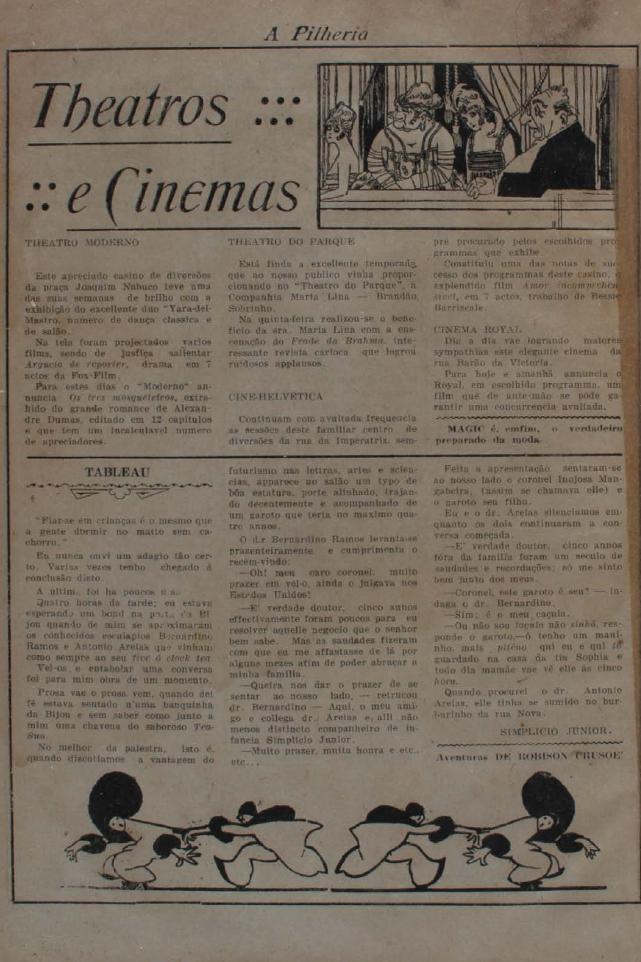 A Pilheria
Theatros :::
:: e Cinemas
THEATRO MODERNO
Este apreciado casino de diversões
da praça Joaquim Nabuco teve uma
das suas semanas de brilho com a
exhibição do excellente duo "Yara-del-
Mastro, numero de dança classica e
de salão.
Na tela foram projectados varios
films, sendo de justiça salientar
Argucia de reporter, drama em 7
actos da Fox-Film.
Para estes dias o "Moderno" an-
nuncia Os tres mosqueteiros, extra-
hido do grande romance de Alexan-
dre Dumas, editado em 12 capitulos
e que tem um incalculavel numero
de apreciadores.
THEATRO DO PARQUE
Está finda a excellente temporada,
que ao nosso publico vinha propor-
cionando no "Theatro do Parque", a
Companhia Maria Lina — Brandão
Sobrinho.
Na quinta-feira realizou-se o bene-
ficio da sra. Maria Lina com a ens-
cenação do Frade da Brahma, inte-
ressante revista carioca que logrou
ruidosos applausos.
CINE-HELVETICA
Continuam com avultada frequencia
as sessões deste familiar centro de
diversões da rua da Imperatriz, sem-
pre procurado pelos escolhidos pro-
grammas que exhibe.
Constituiu uma das notas de suc-
cesso dos programmas deste casino, o
explendido film Amor incomprehen-
sivel, em 7 actos, trabalho de Bessie
Barriscale.
CINEMA ROYAL
Dia a dia vae logrando maiores
sympathias este elegante cinema da
rua Barão da Victoria.
Para hoje e amanhã annuncia o
Royal, em escolhido programma, um
film que de ante-mão se póde ga-
rantir uma concurrencia avultada.
MAGIC é, emfim, o verdadeiro
preparado da moda.
TABLEAU
"Fiar-se em crianças é o mesmo que
a gente dormir no matto sem ca-
chorro."
Eu nunca ouvi um adagio tão cer-
to. Varias vezes tenho chegado á
conclusão disto.
A ultima foi ha poucos
Quatro horas da tarde; eu estava
esperando um bond na Bi
jou quando de mim se aproximaram
os conhecidos esculapios Bernardino
Ramos e Antonio Areias que vinham
como sempre ao seu five ó clock tea.
Vel-os e entabolar uma conversa
foi para mim obra de um momento.
Prosa vae o prosa vem, quando dei
fé estava sentado n'uma banquinha
da Bijou e sem saber como junto a
mim uma chavena do saboroso Tea-
Sun.
No melhor da palestra, isto é,
quando discutiamos a vantagem do
futurismo nas letras, artes e scien-
cias, apparece ao salão um typo de
bôa estatura, porte alinhado, trajan-
do decentemente e acompanhado de
um garoto que teria no maximo qua-
tro annos.
O d.r Bernardino Ramos levanta-se
prazenteiramente e cumprimenta o
recem-vindo:
—Oh! meu caro coronel: muito
prazer em vel-o, ainda o julgava nos
Estados Unidos!
—E' verdade doutor, cinco annos
effectivamente foram poucos para eu
resolver aquelle negocio que o senhor
bem sabe. Mas as saudades fizeram
com que eu me affastasse de lá por
alguns mezes afim de poder abraçar a
minha familia.
—Queira nos dar o prazer de se
sentar ao nosso lado, — retrucou
dr. Bernardino — Aqui, o meu ami-
go e collega dr. Areias e, alli não
menos distincto companheiro de in-
fancia Simplicio Junior.
—Muito prazer, muita honra e etc..
etc...
Feita a apresentação sentaram-se
ao nosso lado o coronel Inojosa Man-
gabeira, (assim se chamava elle) e
o garoto seu filho.
Eu e o dr. Areias silenciamos em-
quanto os dois continuaram a con-
versa começada.
—E' verdade doutor, cinco annos
fóra da familia foram um seculo de
saudades e recordações; só me sinto
bem junto dos meus.
—Coronel, este garoto é seu? — in-
daga o dr. Bernardino.
—Sim; é o meu caçula.
—Ou não sou taçula não sinhô, res-
ponde o garoto,—ó tenho um mani-
nho, mais pitêno qui eu e qui tá
guardado na casa da tia Sophia e
todo dia mamãe vae vê elle ás cinco
hora.
Quando procurei o dr. Antonio
Areias, elle tinha se sumido no bur-
burinho da rua Nova.
SIMPLICIO JUNIOR.
Aventuras DE ROBISON CRUSOE'